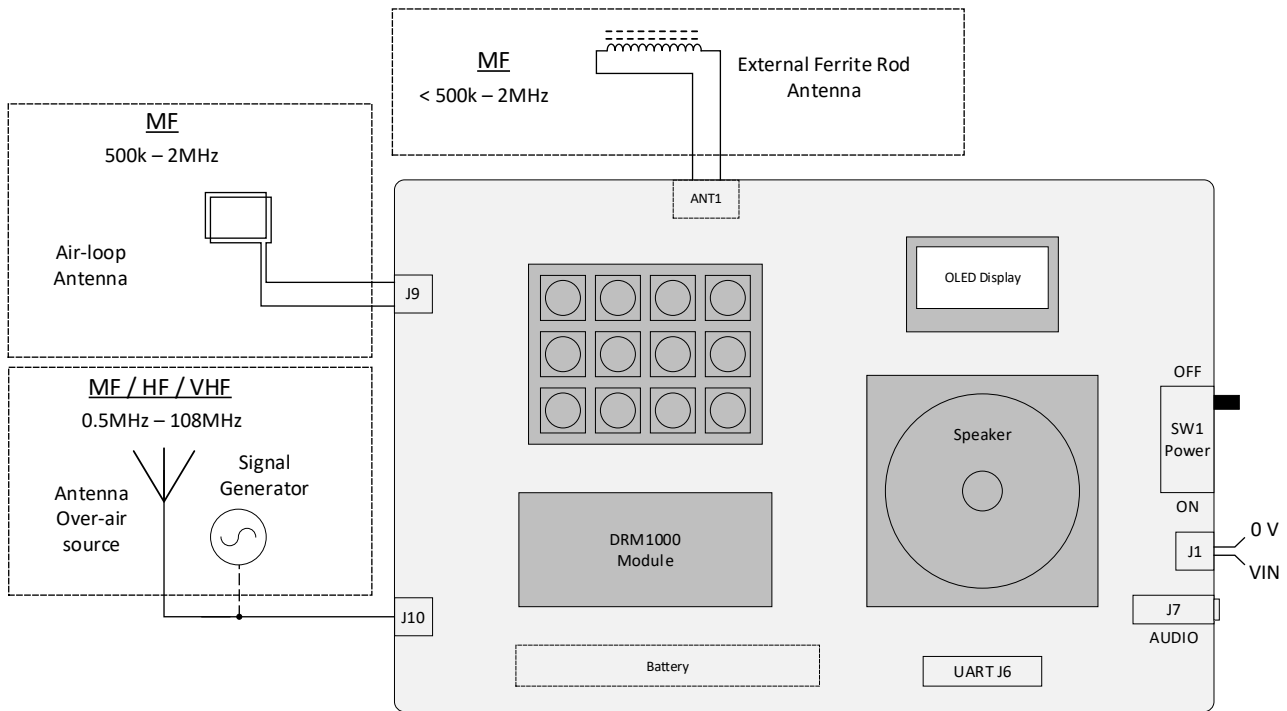 MF
< 500k – 2MHz
External Ferrite Rod
Antenna
MF
500k – 2MHz
Air-loop
Antenna
MF / HF / VHF
0.5MHz – 108MHz
Antenna
Over-air
source
Signal
Generator
ANT1
J9
J10
OLED Display
Speaker
DRM1000
Module
Battery
UART J6
OFF
SW1
Power
ON
J1
0 V
VIN
J7
AUDIO